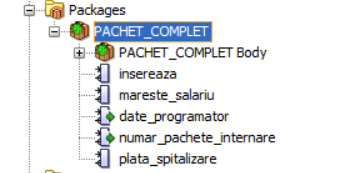 Packages
PACHET_COMPLET
PACHET_COMPLET Body
insereaza
mareste_salariu
date_programator
numar_pachete_internare
plata_spitalizare